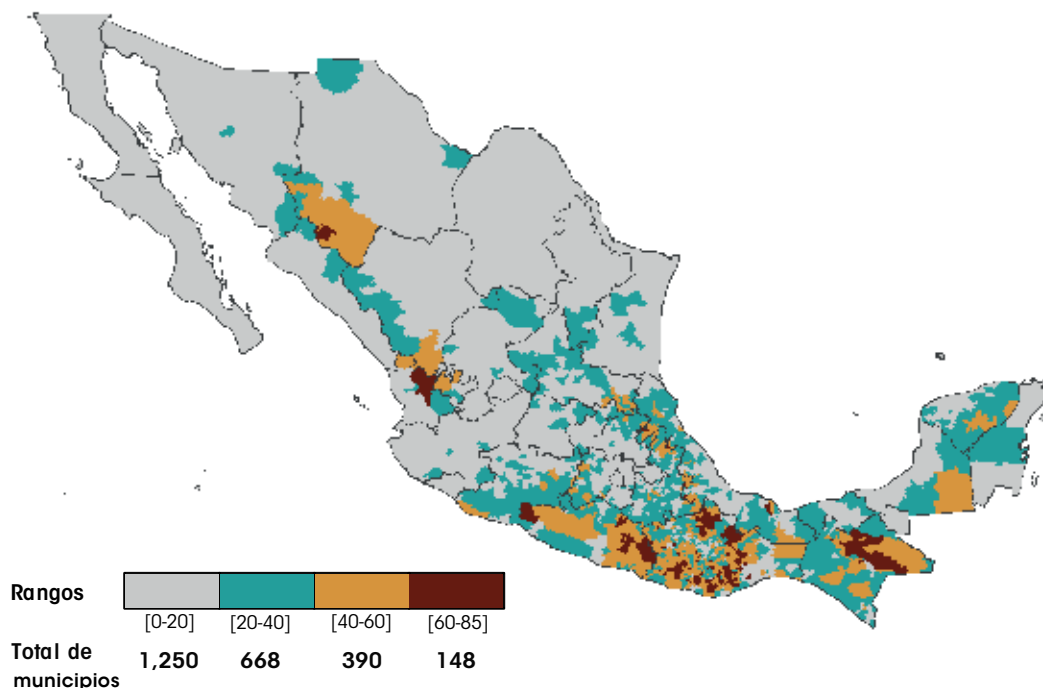 Rangos
[0-20] [20-40] [40-60] [60-85]
Total de
municipios
1,250 668 390 148